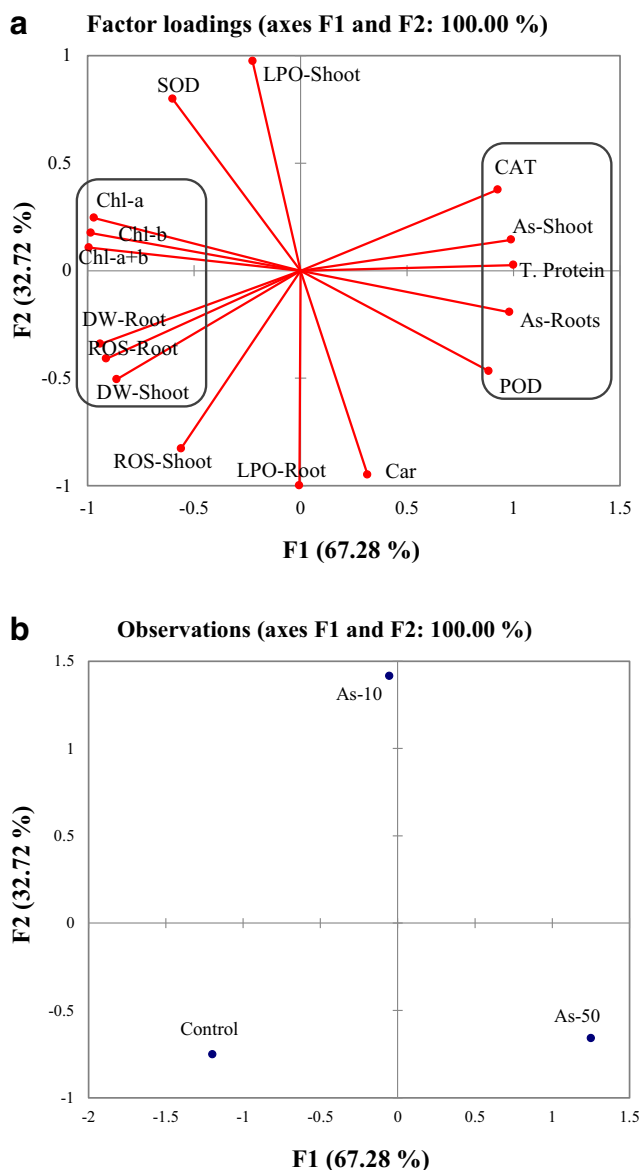 a
Factor loadings (axes F1 and F2: 100.00 %)
1
LPO-Shoot
SOD
0.5
CAT
Chl-a
As-Shoot
Chl-b
Chl-a+b
0
T. Protein
F2 (32.72 %)
DW-Root
As-Roots
ROS-Root
DW-Shoot
POD
-0.5
ROS-Shoot
LPO-Root
Car
-1
-1
-0.5
0
0.5
1
F1 (67.28 %)
b
Observations (axes F1 and F2: 100.00 %)
1.5
As-10
1
0.5
F2 (32.72 %)
0
-0.5
Control
As-50
-1
-2
-1.5
-1
-0.5
0
0.5
1
1.5
F1 (67.28 %)